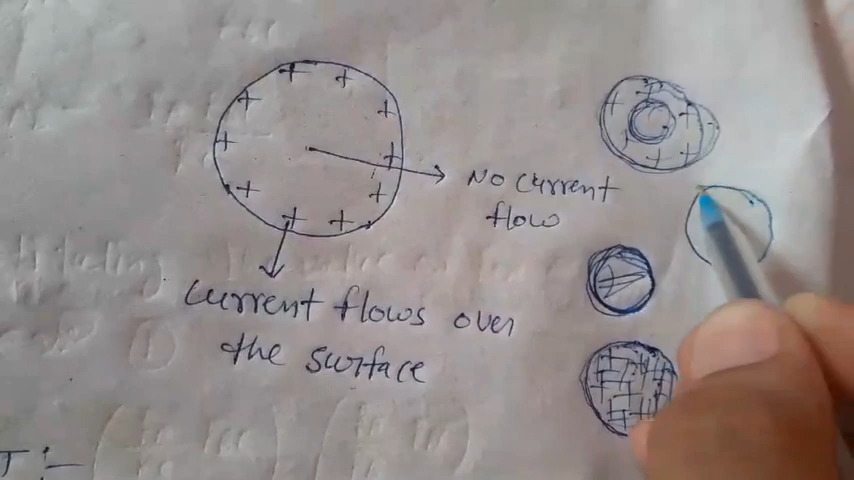 No current
flow
current flows over
the surface
T:-